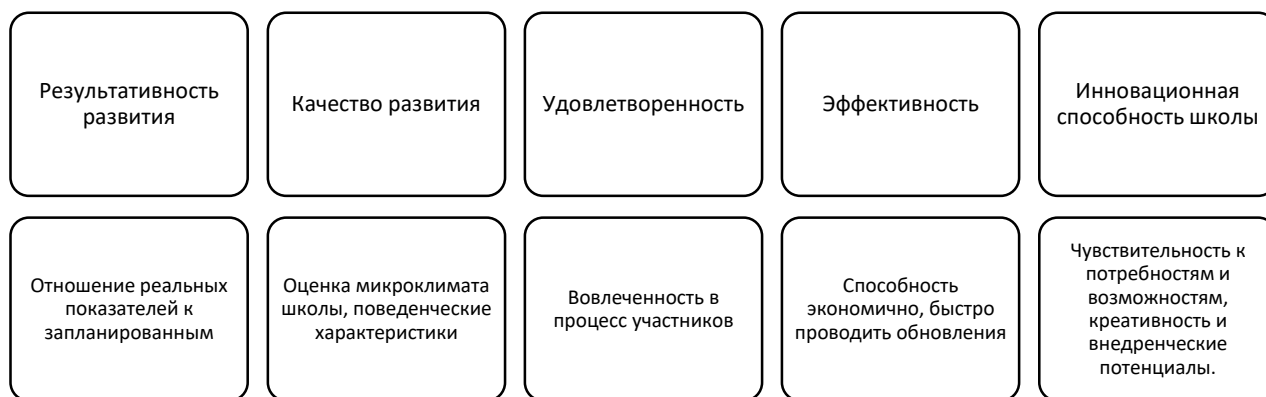 Результативность
развития
Качество развития
Удовлетворенность
Эффективность
Инновационная
способность школы
Отношение реальных
показателей к
запланированным
Оценка микроклимата
школы, поведенческие
характеристики
Вовлеченность в
процесс участников
Способность
экономично, быстро
проводить обновления
Чувствительность к
потребностям и
возможностям,
креативность и
внедренческие
потенциалы.